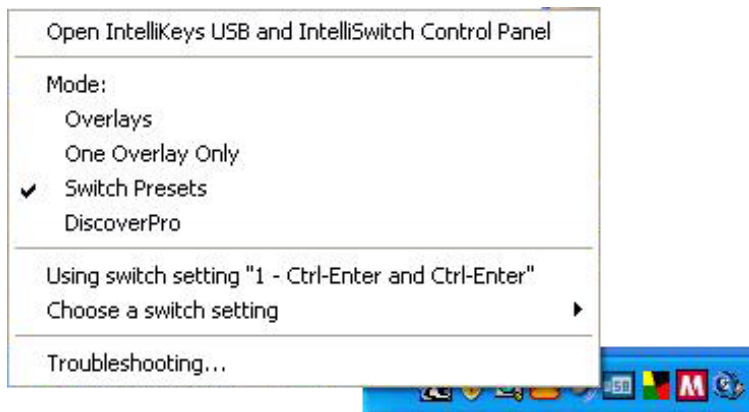 Open IntelliKeys USB and IntelliSwitch Control Panel
Mode:
Overlays
One Overlay Only
Switch Presets
DiscoverPro
Using switch setting "1 - Ctrl-Enter and Ctrl-Enter"
Choose a switch setting
Troubleshooting...
M